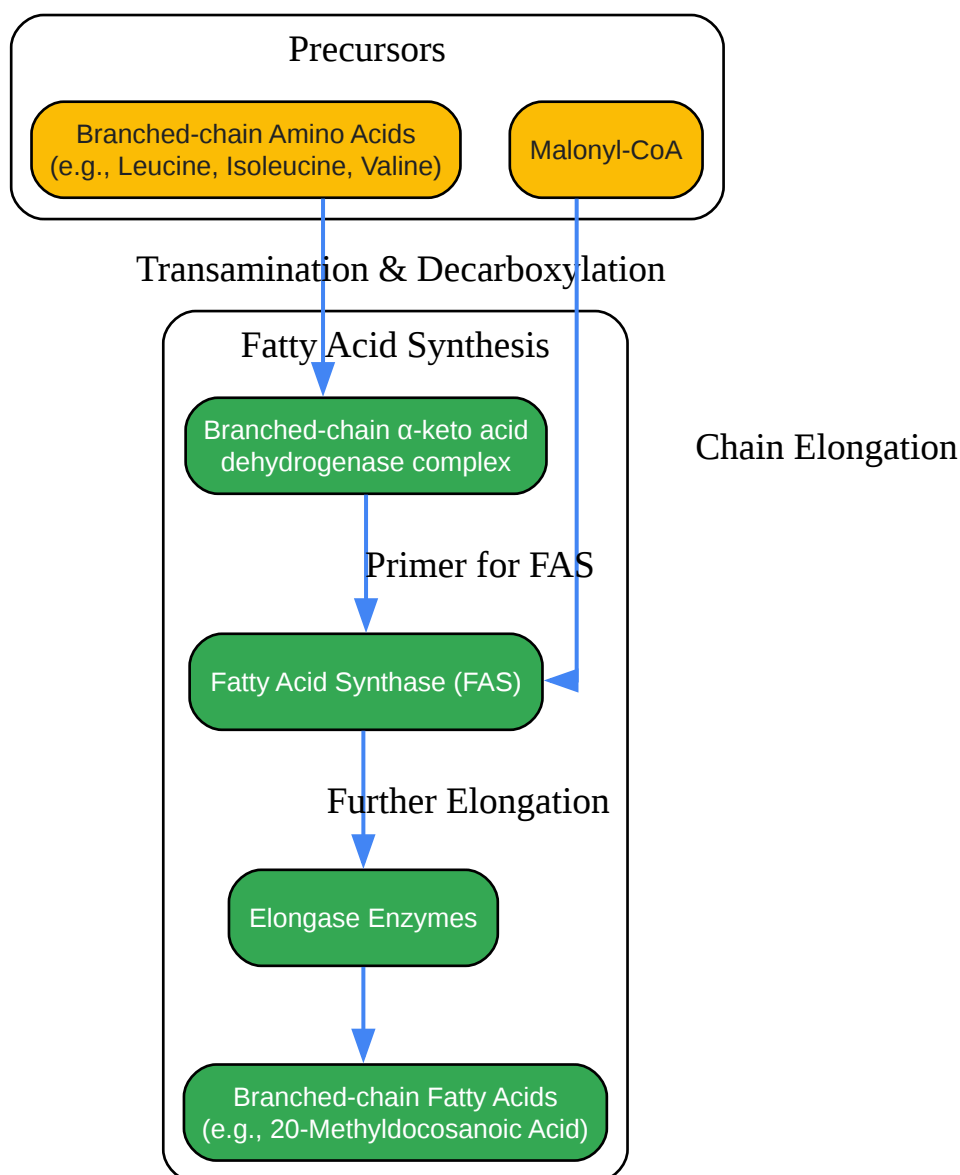 Precursors
Branched-chain Amino Acids
(e.g., Leucine, Isoleucine, Valine)
Malonyl-CoA
Transamination & Decarboxylation
Fatty Acid Synthesis
Branched-chain α-keto acid
dehydrogenase complex
Chain Elongation
Primer for FAS
Fatty Acid Synthase (FAS)
Further Elongation
Elongase Enzymes
Branched-chain Fatty Acids
(e.g., 20-Methyldocosanoic Acid)